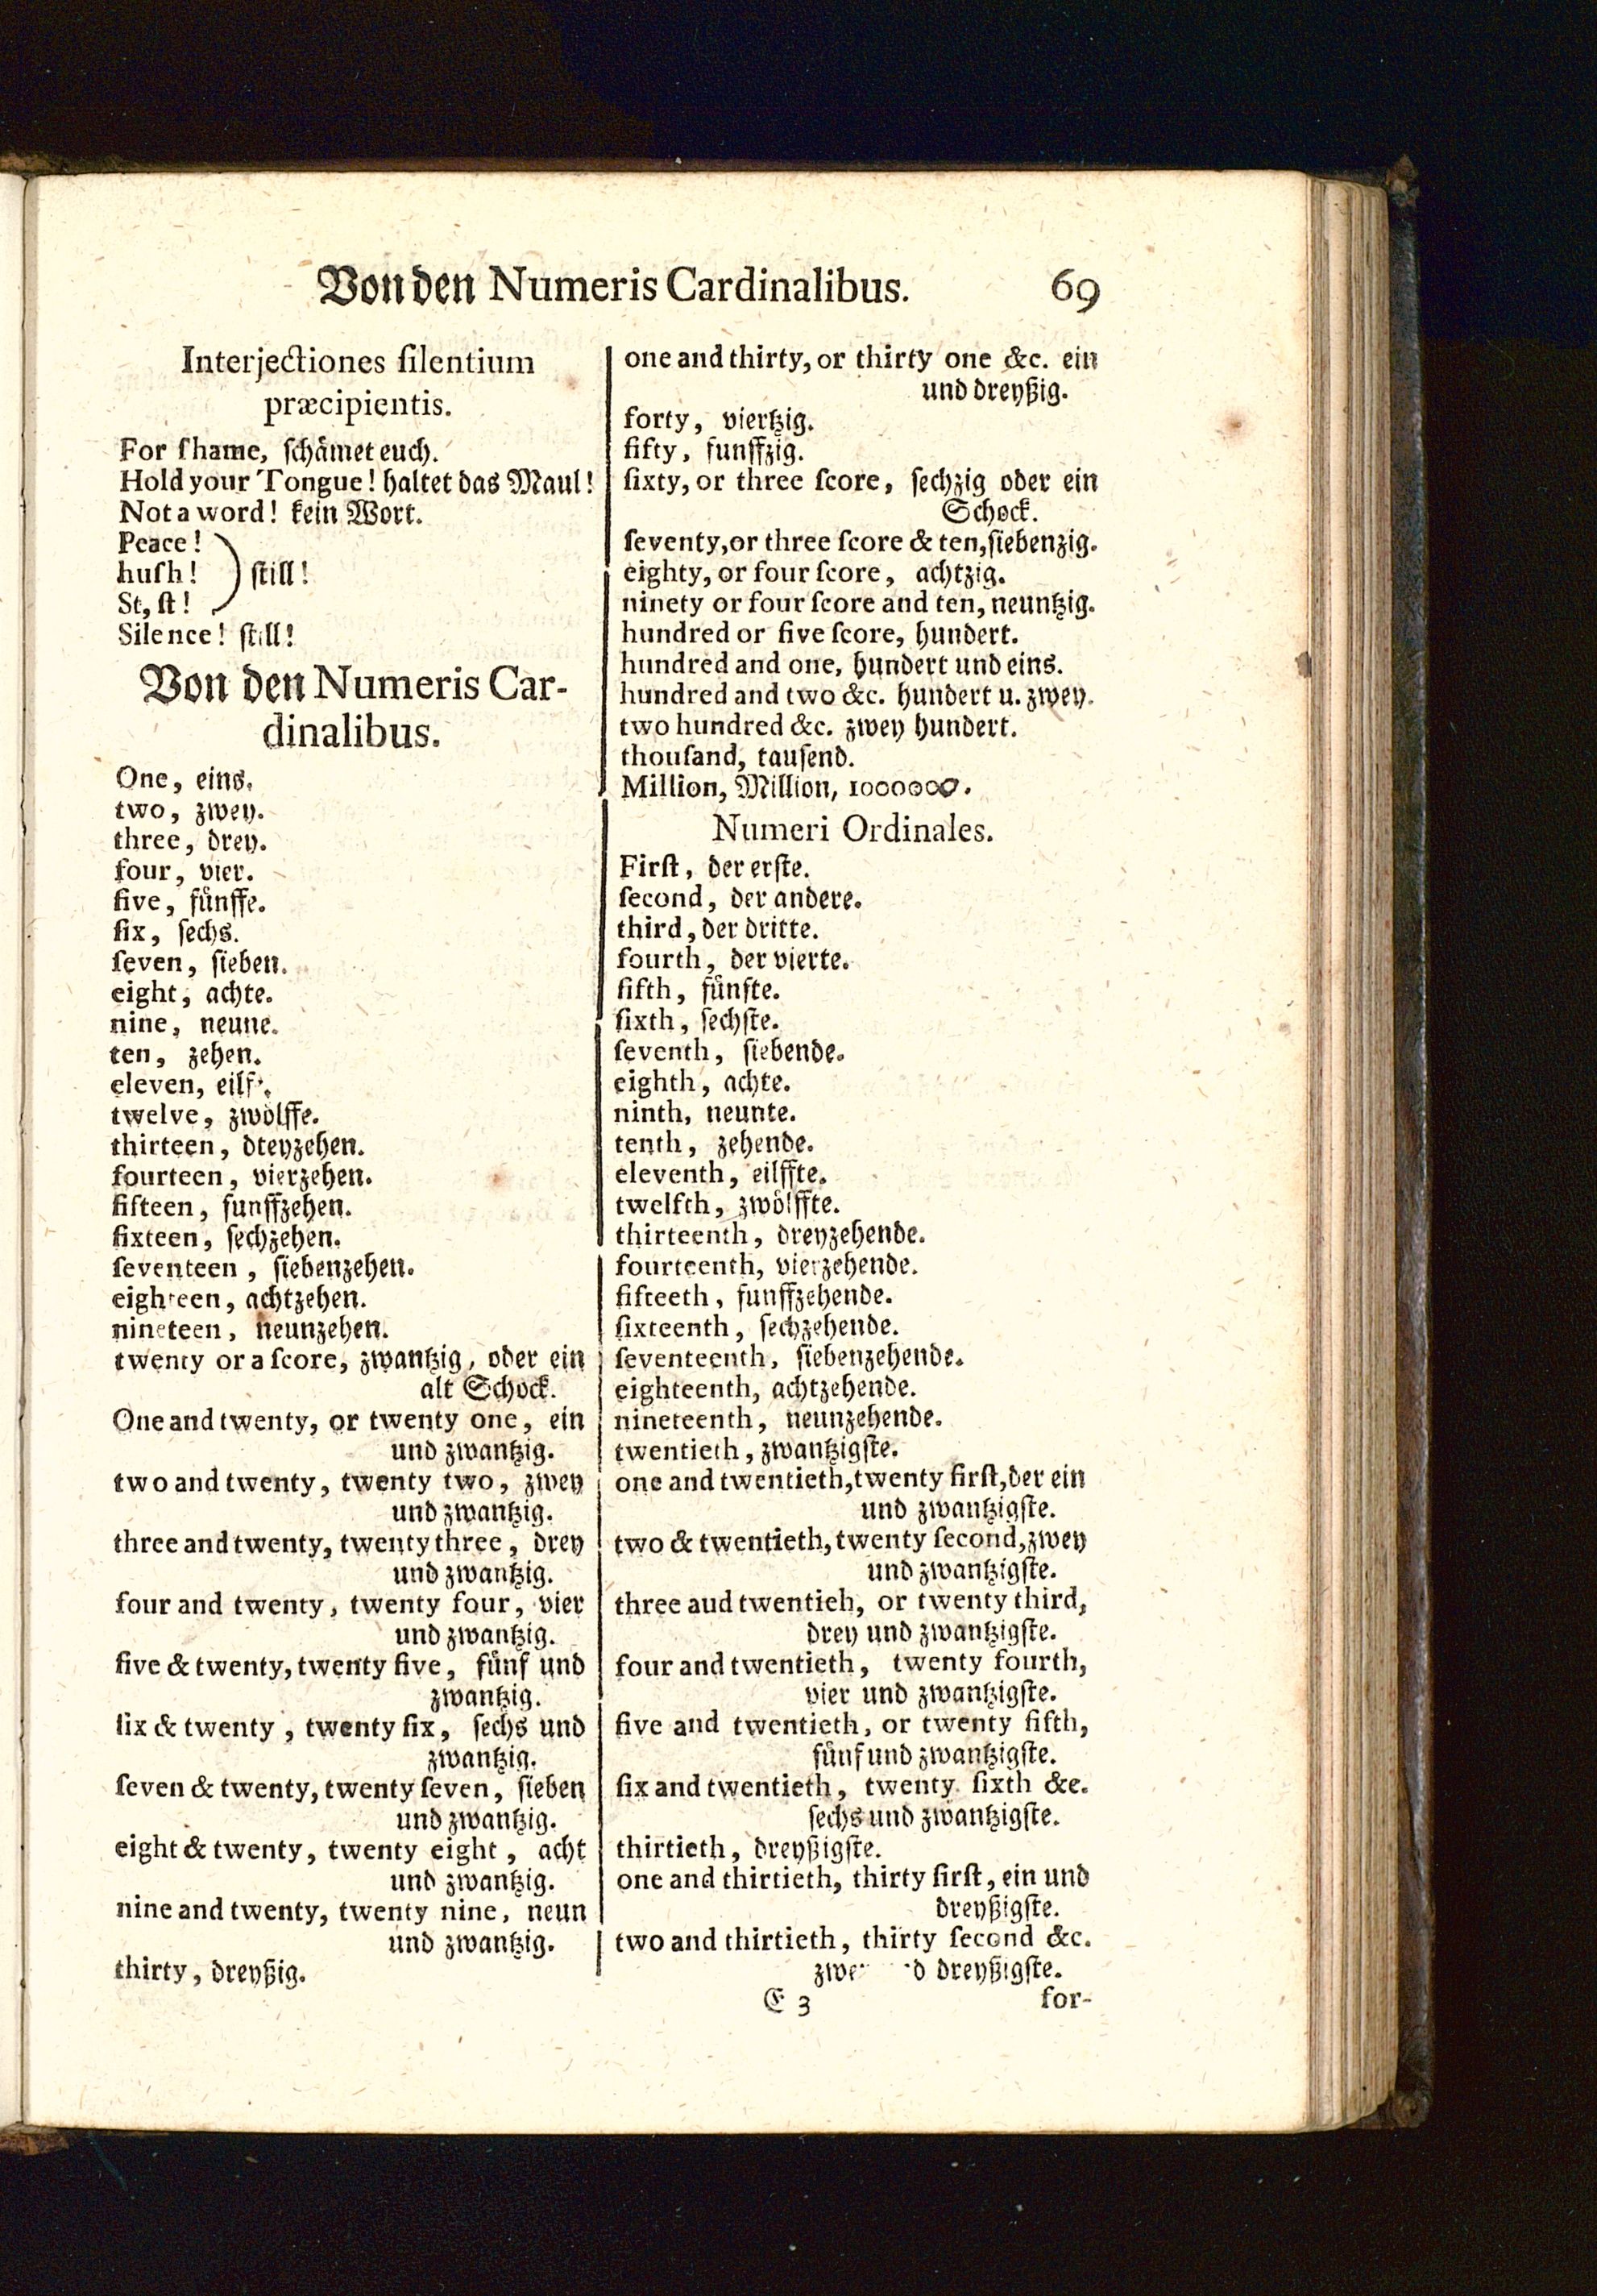 Von den Numeris Cardinalibus. 69
Interjectiones ſilentium
præcipientis.
For ſhame, ſchämet euch.
Hold your Tongue! haltet das Maul!
Not a word! kein Wort.
Peace!
huſh! ) ſtill!
St, ſt!
Silence! ſtill!
Von den Numeris Car-
dinalibus.
One, eins.
two, zwey.
three, drey.
four, vier.
five, fünffe.
ſix, ſechs.
ſeven, ſieben.
eight, achte.
nine, neune.
ten, zehen.
eleven,
twelve, zwölffe.
thirteen, dteyzehen.
fourteen, vierzehen.
fifteen, funffzehen.
ſixteen, ſechzehen.
ſeventeen, ſiebenzehen.
eighteen, achtzehen.
nineteen, neunzehen.
twenty or a ſcore, zwantzig, oder ein
alt Schock.
One and twenty, or twenty one, ein
und zwantzig.
two and twenty, twenty two, zwey
und zwantzig.
three and twenty, twenty three, drey
und zwantzig.
four and twenty, twenty four, vier
und zwantzig.
five & twenty, twenty five, fünf und
zwantzig.
ſix & twenty, twenty ſix, ſechs und
zwantzig.
ſeven & twenty, twenty ſeven, ſieben
und zwantzig.
eight & twenty, twenty eight, acht
und zwantzig.
nine and twenty, twenty nine, neun
und zwantzig.
thirty, dreyßig.
one and thirty, or thirty one &c. ein
und dreyßig.
forty, viertzig.
fifty, funffzig.
ſixty, or three ſcore, ſechzig oder ein
Schock.
ſeventy, or three ſcore & ten, ſiebenzig.
eighty, or four ſcore, achtzig.
ninety or four ſcore and ten, neuntzig.
hundred or five ſcore, hundert.
hundred and one, hundert und eins.
hundred and two &c. hundert u. zwey.
two hundred &c. zwey hundert.
thouſand, tauſend.
Million, Million, 1000000.
Numeri Ordinales.
Firſt, der erſte.
ſecond, der andere.
third, der dritte.
fourth, der vierte.
fifth, fünfte.
ſixth, ſechſte.
ſeventh, ſiebende.
eighth, achte.
ninth, neunte.
tenth, zehende.
eleventh, eilffte.
twelfth, zwölffte.
thirteenth, dreyzehende.
fourteenth, vierzehende.
fifteeth, funffzehende.
ſixteenth, ſechzehende.
ſeventeenth, ſiebenzehende.
eighteenth, achtzehende.
nineteenth, neunzehende.
twentieth, zwantzigſte.
one and twentieth, twenty firſt, der ein
und zwantzigſte.
two & twentieth, twenty ſecond, zwey
und zwantzigſte.
three aud twentieh, or twenty third,
drey und zwantzigſte.
four and twentieth, twenty fourth,
vier und zwantzigſte.
five and twentieth, or twenty fifth,
fünf und zwantzigſte.
ſix and twentieth, twenty ſixth &e.
ſechs und zwantzigſte.
thirtieth, dreyßigſte.
one and thirtieth, thirty firſt, ein und
dreyßigſte.
two and thirtieth, thirty ſecond &c.
dreyßigſte.
E 3 for-